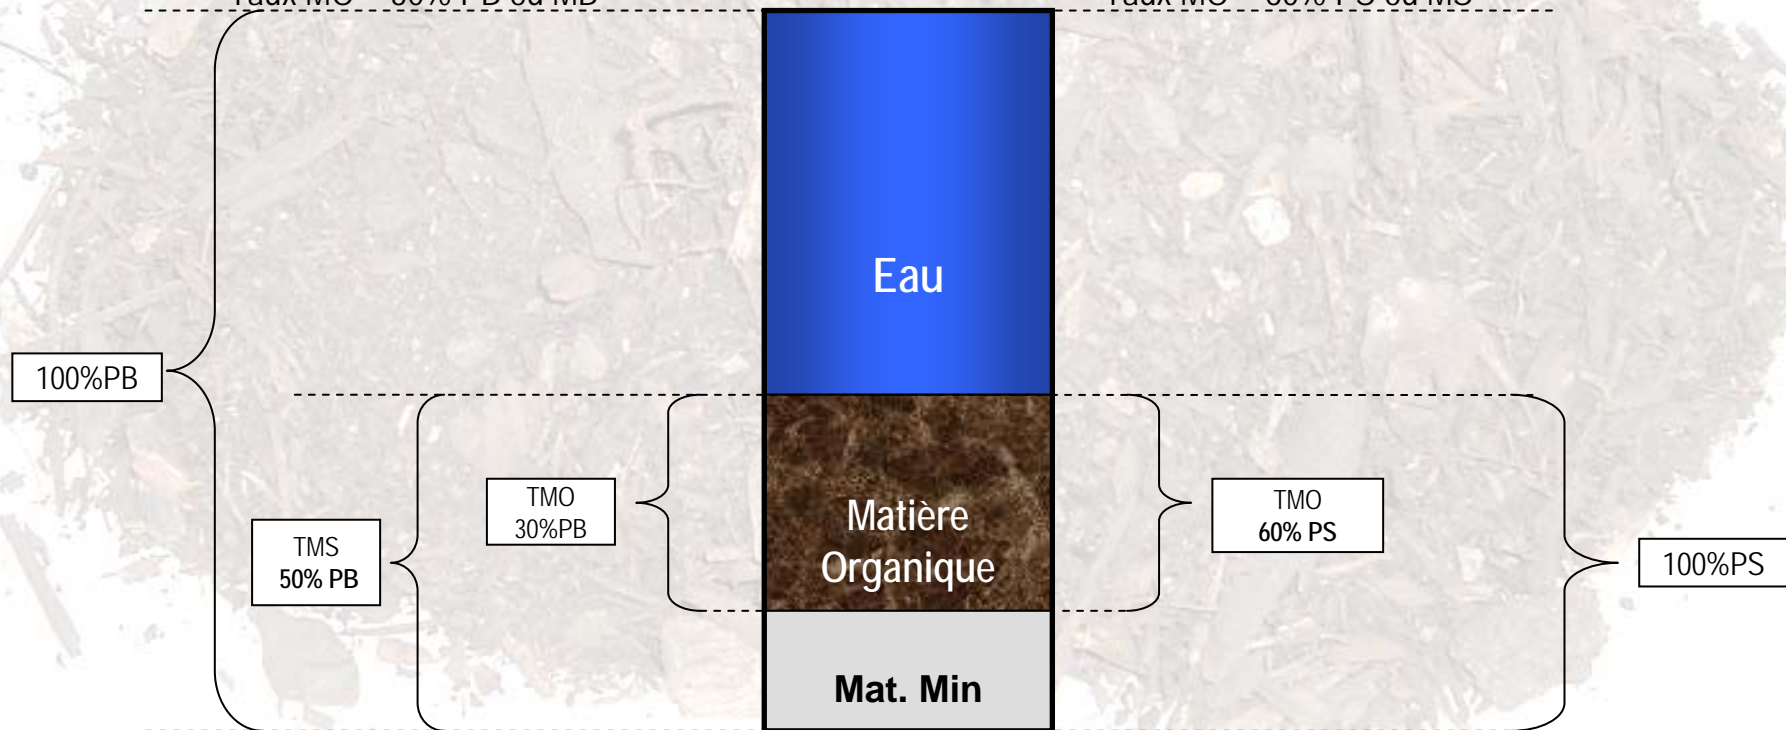 Eau
100%PB
TMO
30%PB
Matière
Organique
TMO
60% PS
TMS
50% PB
100%PS
Mat. Min